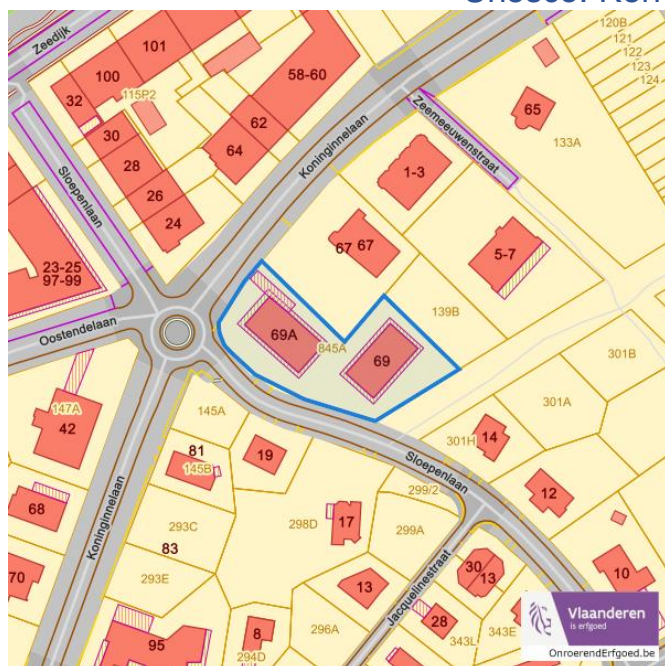 Zeedijk
101
100
115P2
32
58-60
62
64
30
28
26
24
Sloepenlaan
Koninginnelaan
Zeemeeuwenstraat
65
133A
120B
121
122
123
124
1-3
67 67
5-7
139B
23-25
97-99
Oostendelaan
69A
845A
69
301B
301A
301H
14
12
10
147A
42
145A
81
145B
19
Sloepenlaan
299/2
299A
298D
17
293C
83
293E
Koninginnelaan
68
70
13
296A
Jacquelinestraat
30
13
28
343L
343E
95
8
294D
Vlaanderen
is erfgoed
OnroerendErfgoed.be